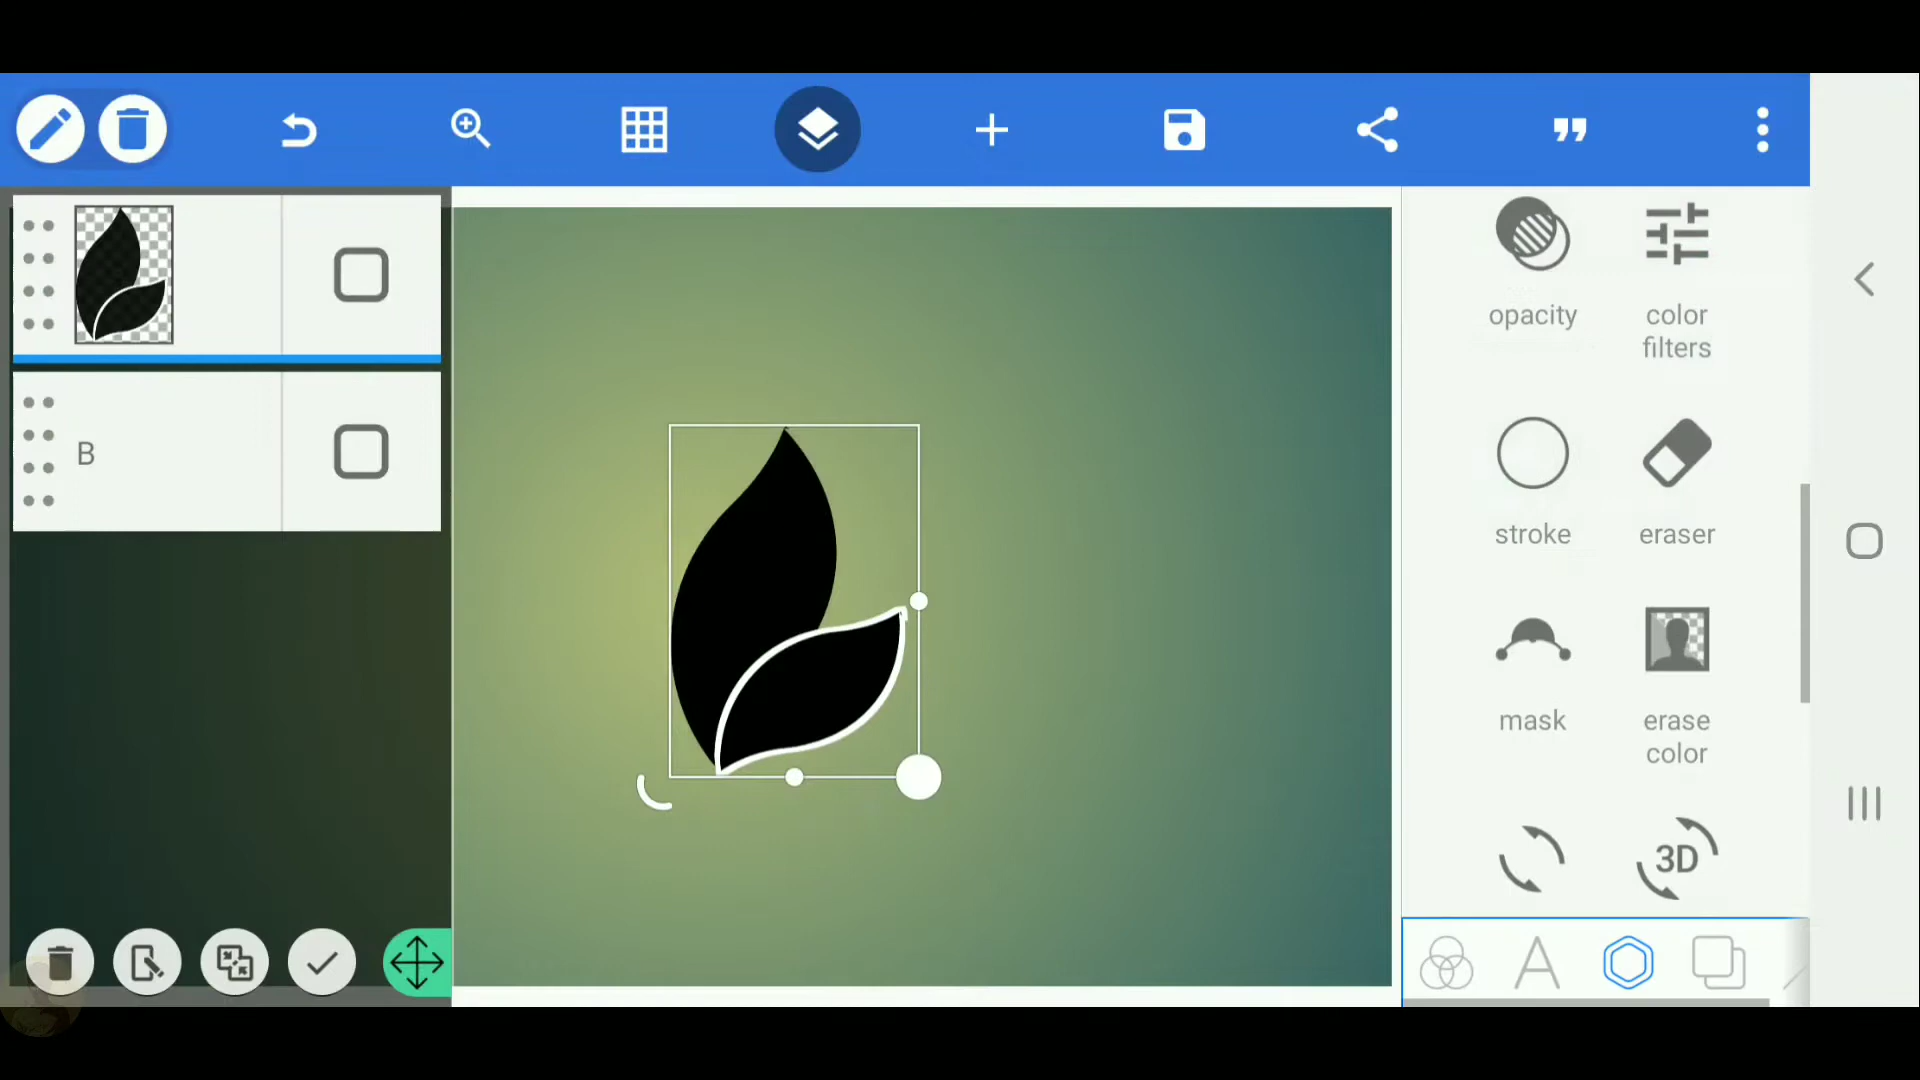 opacity
color
filters
B
stroke
eraser
mask
erase
color
3D
A